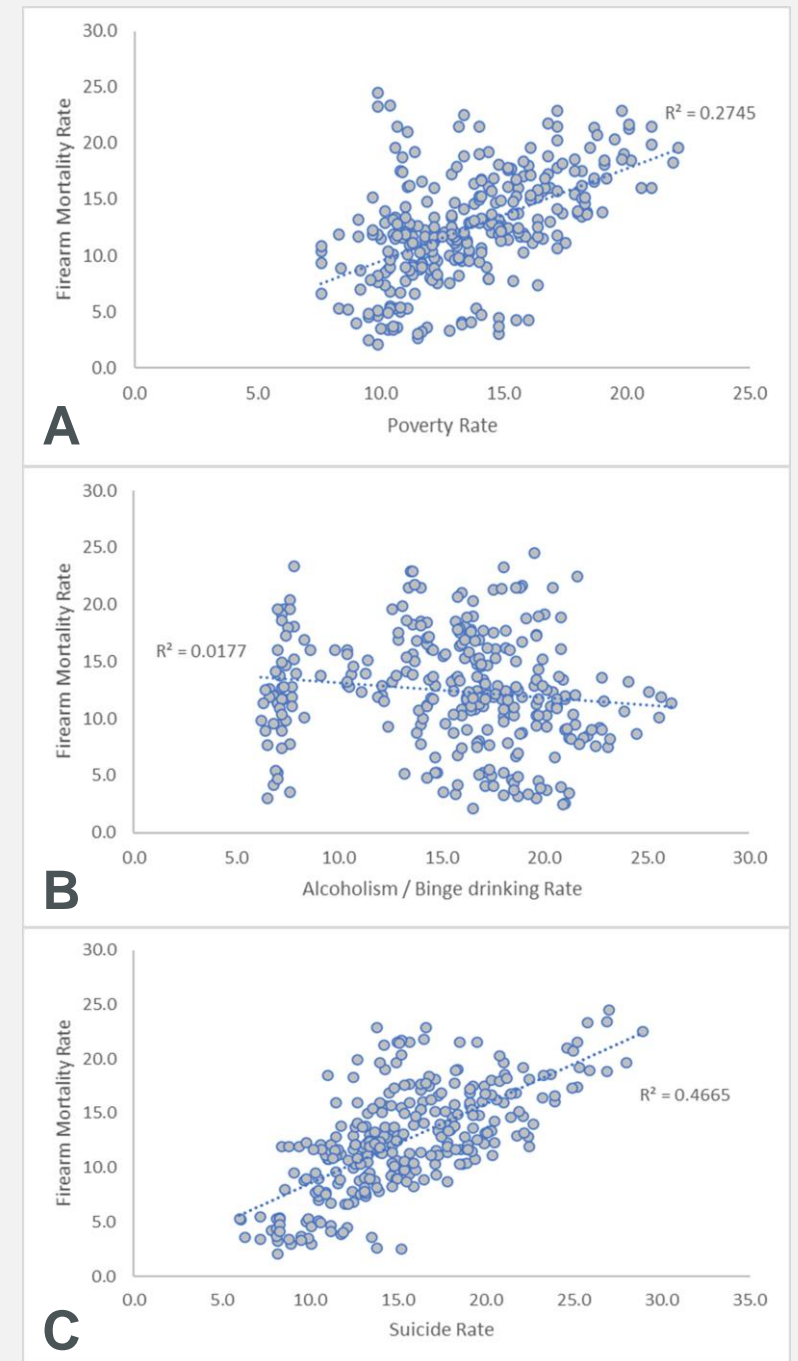 30.0
25.0
R² = 0.2745
20.0
15.0
10.0
5.0
0.0
0.0 5.0 10.0 15.0 20.0 25.0
Firearm Mortality Rate
Poverty Rate
A
30.0
25.0
20.0
R² = 0.0177
15.0
10.0
5.0
0.0
0.0 5.0 10.0 15.0 20.0 25.0 30.0
Firearm Mortality Rate
Alcoholism / Binge drinking Rate
B
30.0
25.0
20.0
R² = 0.4665
15.0
10.0
5.0
0.0
0.0 5.0 10.0 15.0 20.0 25.0 30.0 35.0
Firearm Mortality Rate
Suicide Rate
C